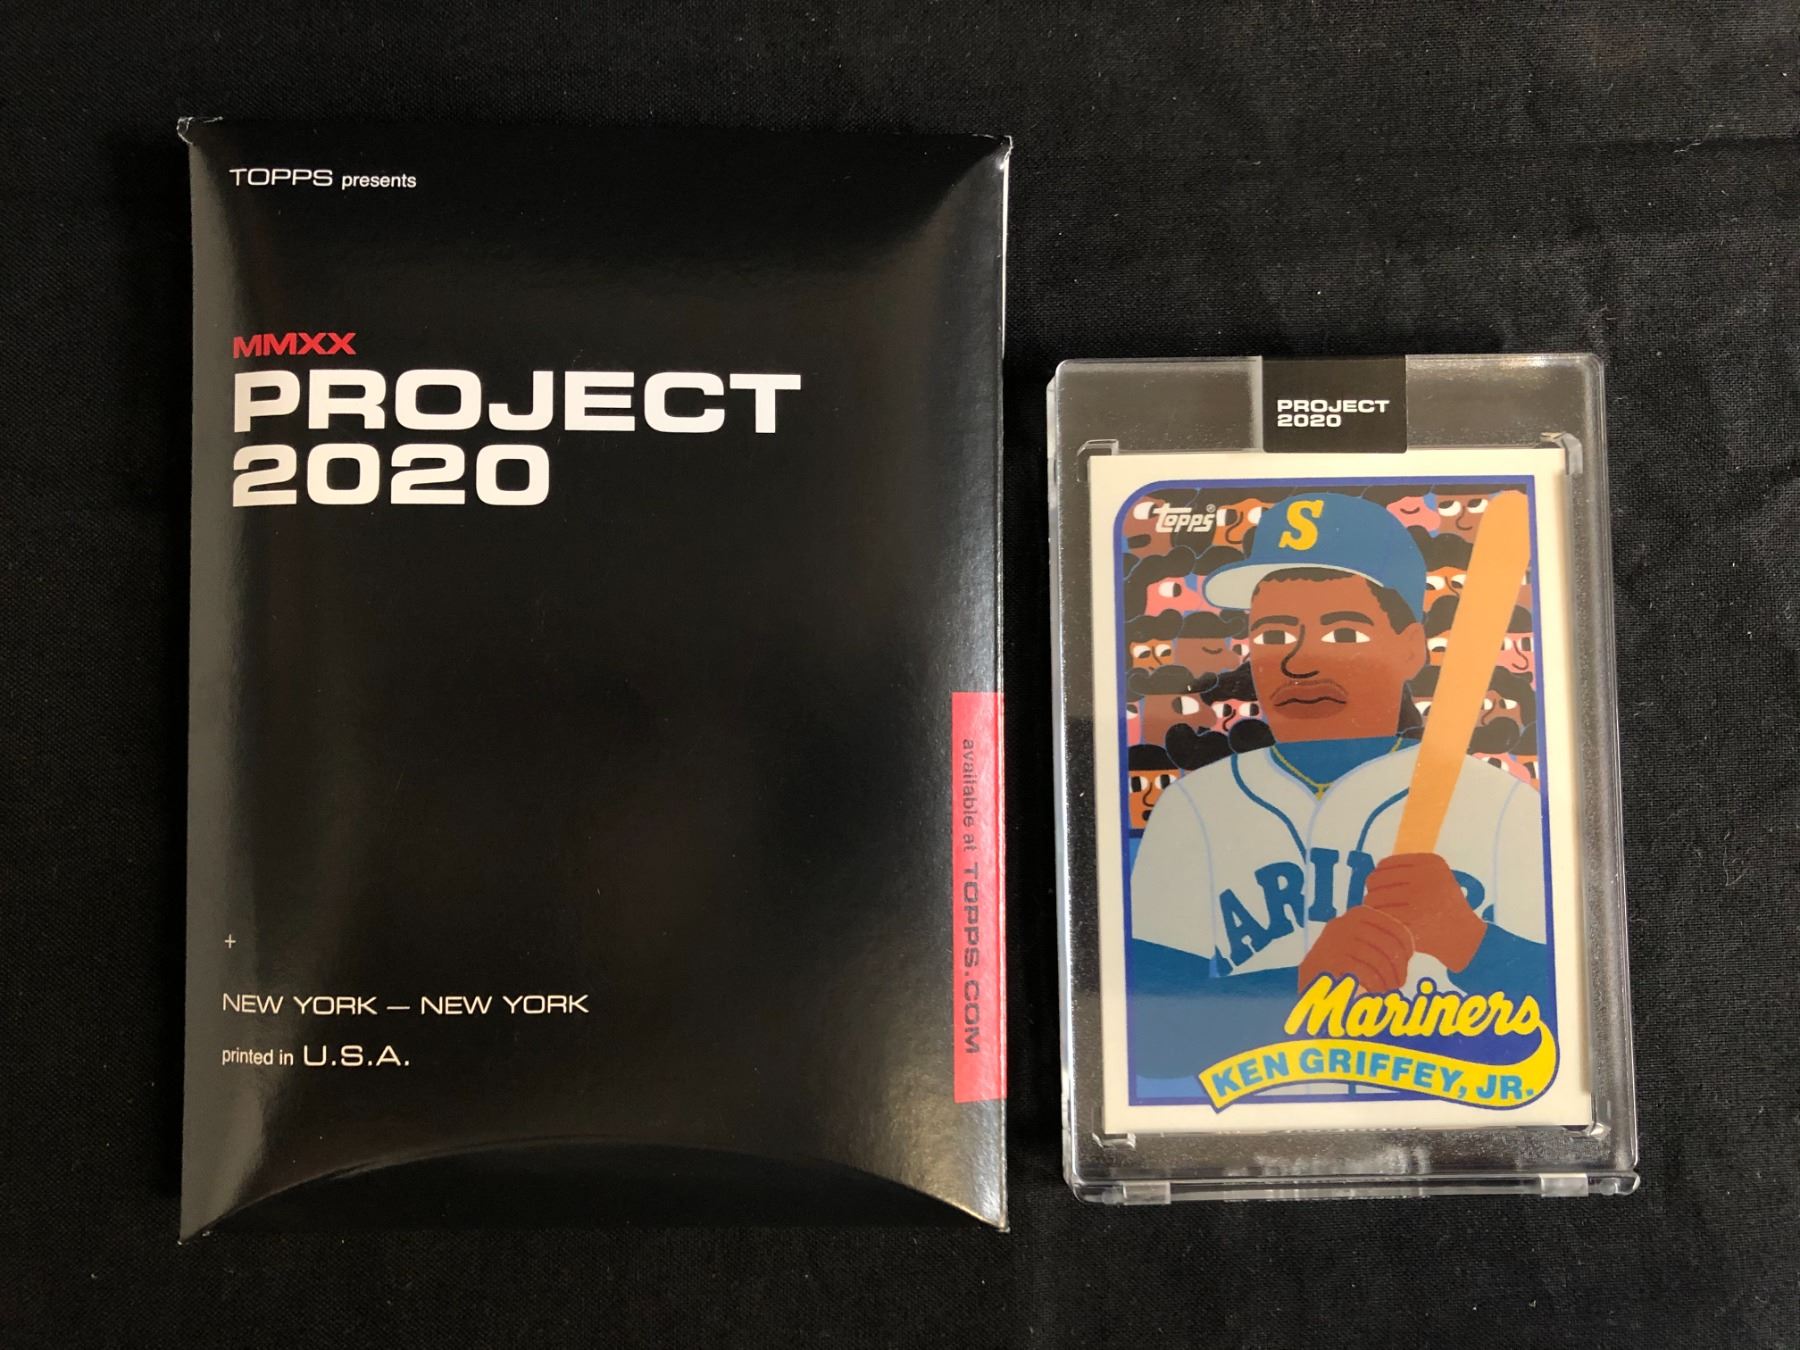 TOPPS presents
MMXX
PROJECT
2020
+
NEW YORK — NEW YORK
printed in U.S.A.
available at TOPPS.COM
PROJECT
2020
Topps®
S
ARIN
Mariners
KEN GRIFFEY, JR.